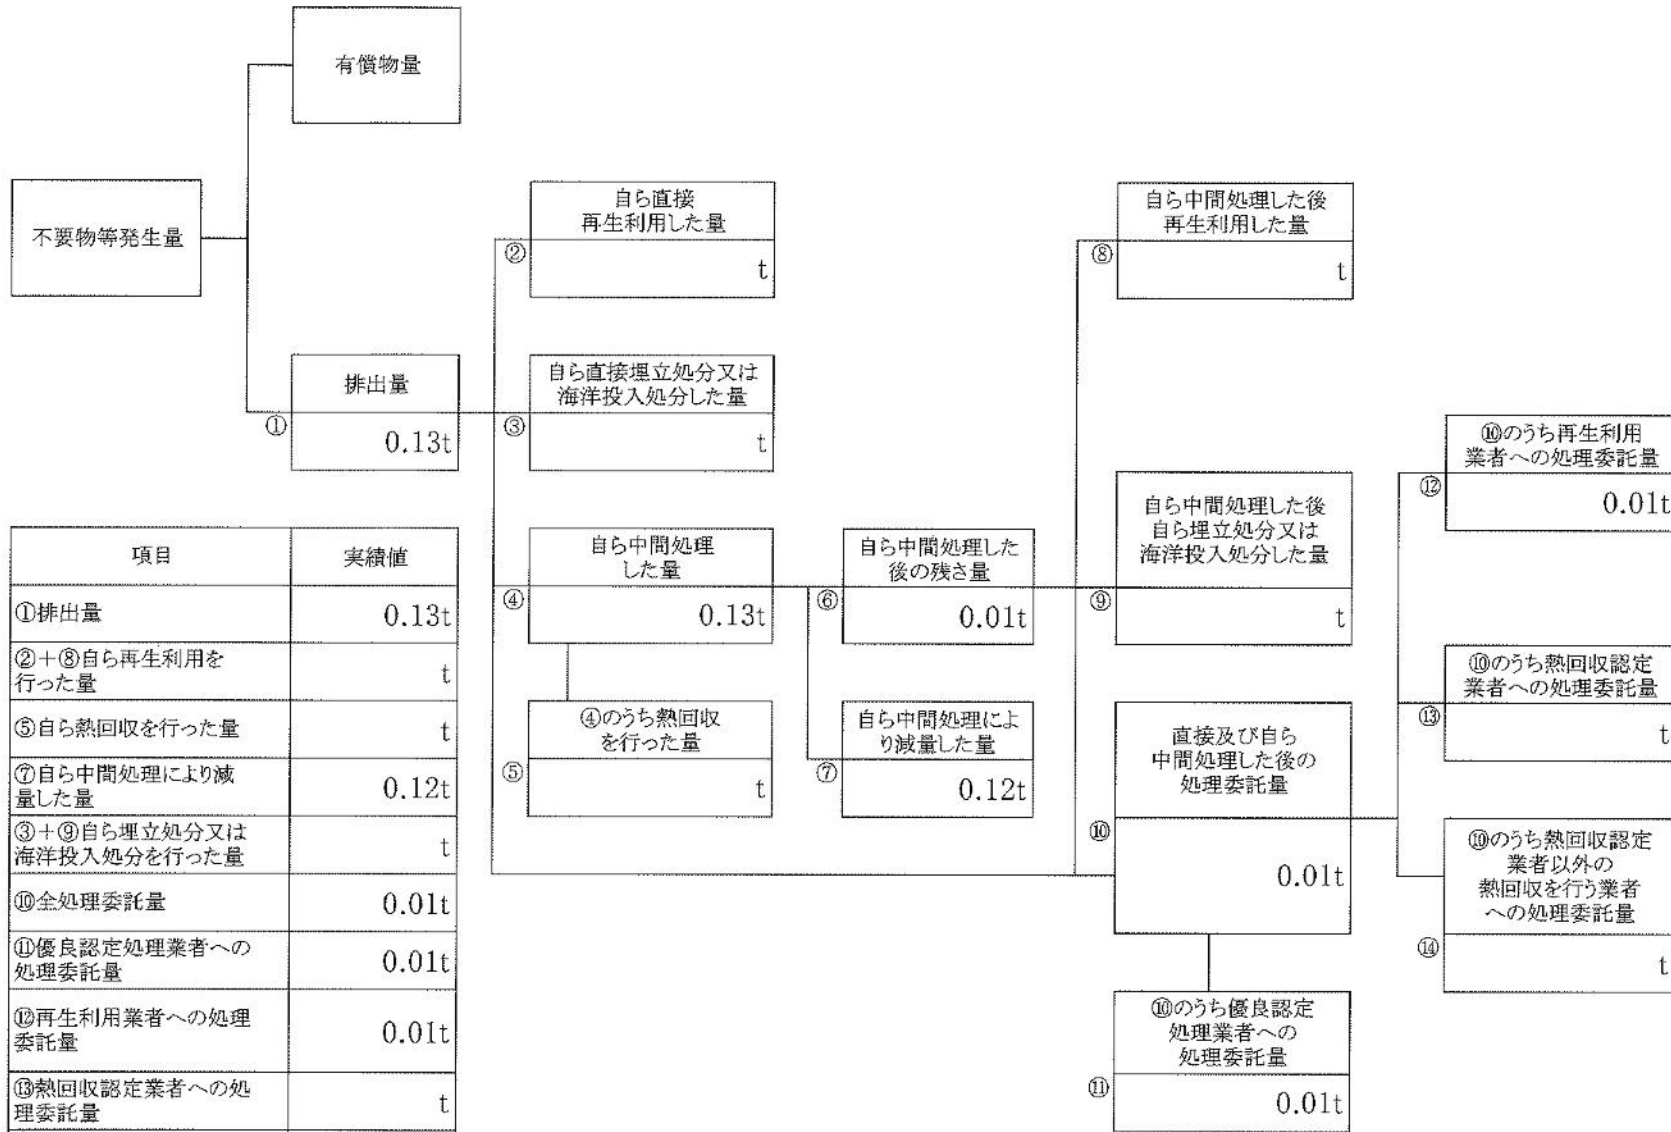 有償物量
不要物等発生量
排出量
①
0.13t
自ら直接
再生利用した量
②
t
自ら直接埋立処分又は
海洋投入処分した量
③
t
自ら中間処理
した量
④
0.13t
④のうち熱回収
を行った量
⑤
t
自ら中間処理した
後の残さ量
⑥
0.01t
自ら中間処理によ
り減量した量
⑦
0.12t
自ら中間処理した後
再生利用した量
⑧
t
自ら中間処理した後
自ら埋立処分又は
海洋投入処分した量
⑨
t
直接及び自ら
中間処理した後の
処理委託量
⑩
0.01t
⑩のうち優良認定
処理業者への
処理委託量
⑪
0.01t
⑩のうち再生利用
業者への処理委託量
⑫
0.01t
⑩のうち熱回収認定
業者への処理委託量
⑬
t
⑩のうち熱回収認定
業者以外の
熱回収を行う業者
への処理委託量
⑭
t
項目 実績値
①排出量 0.13t
②+⑧自ら再生利用を
行った量 t
⑤自ら熱回収を行った量 t
⑦自ら中間処理により減
量した量 0.12t
③+⑨自ら埋立処分又は
海洋投入処分を行った量 t
⑩全処理委託量 0.01t
⑪優良認定処理業者への
処理委託量 0.01t
⑫再生利用業者への処理
委託量 0.01t
⑬熱回収認定業者への処
理委託量 t